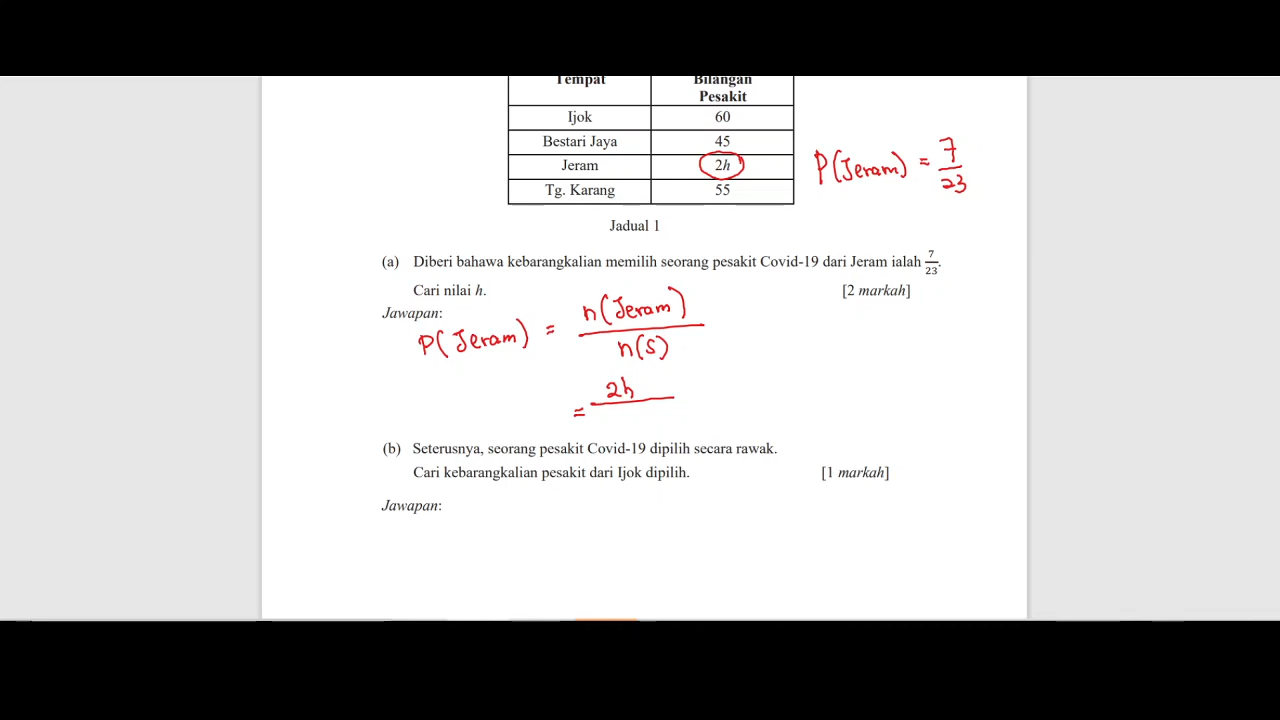 Tempat Bilangan
Pesakit
Ijok 60
Bestari Jaya 45
Jeram 2h
Tg. Karang 55
P(Jeram) = 7/23
Jadual 1
(a) Diberi bahawa kebarangkalian memilih seorang pesakit Covid-19 dari Jeram ialah 7/23.
Cari nilai h. [2 markah]
Jawapan:
P(Jeram) = n(Jeram)/n(S)
= 2h
(b) Seterusnya, seorang pesakit Covid-19 dipilih secara rawak.
Cari kebarangkalian pesakit dari Ijok dipilih. [1 markah]
Jawapan: